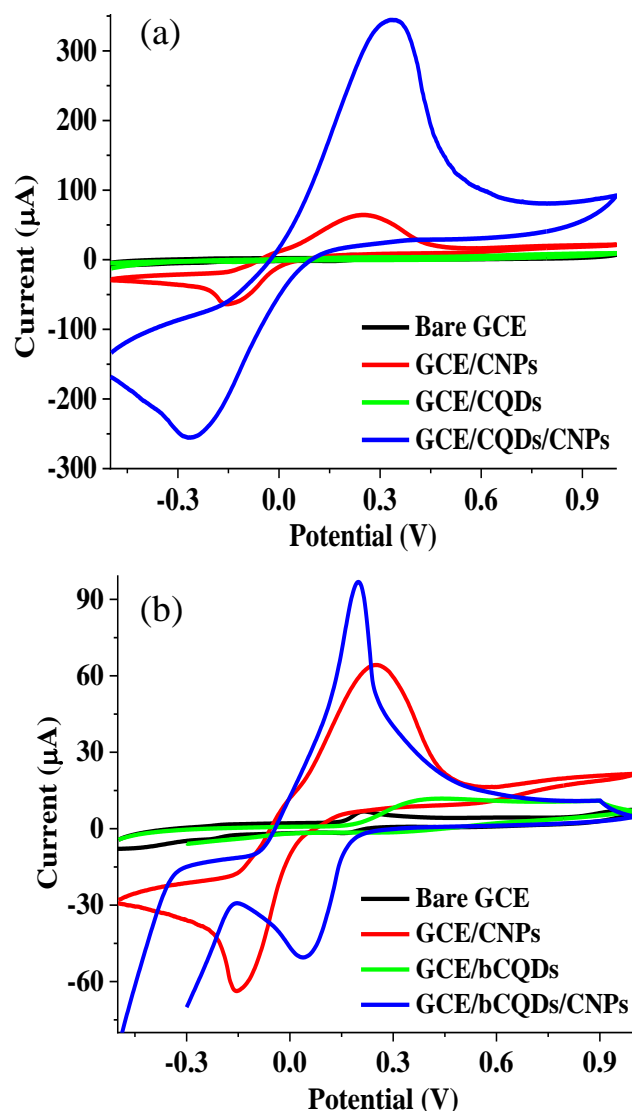 (a)
300
200
100
0
-100
-200
-300
Current (μA)
Bare GCE
GCE/CNPs
GCE/CQDs
GCE/CQDs/CNPs
-0.3 0.0 0.3 0.6 0.9
Potential (V)
(b)
90
60
30
0
-30
-60
Current (μA)
Bare GCE
GCE/CNPs
GCE/bCQDs
GCE/bCQDs/CNPs
-0.3 0.0 0.3 0.6 0.9
Potential (V)